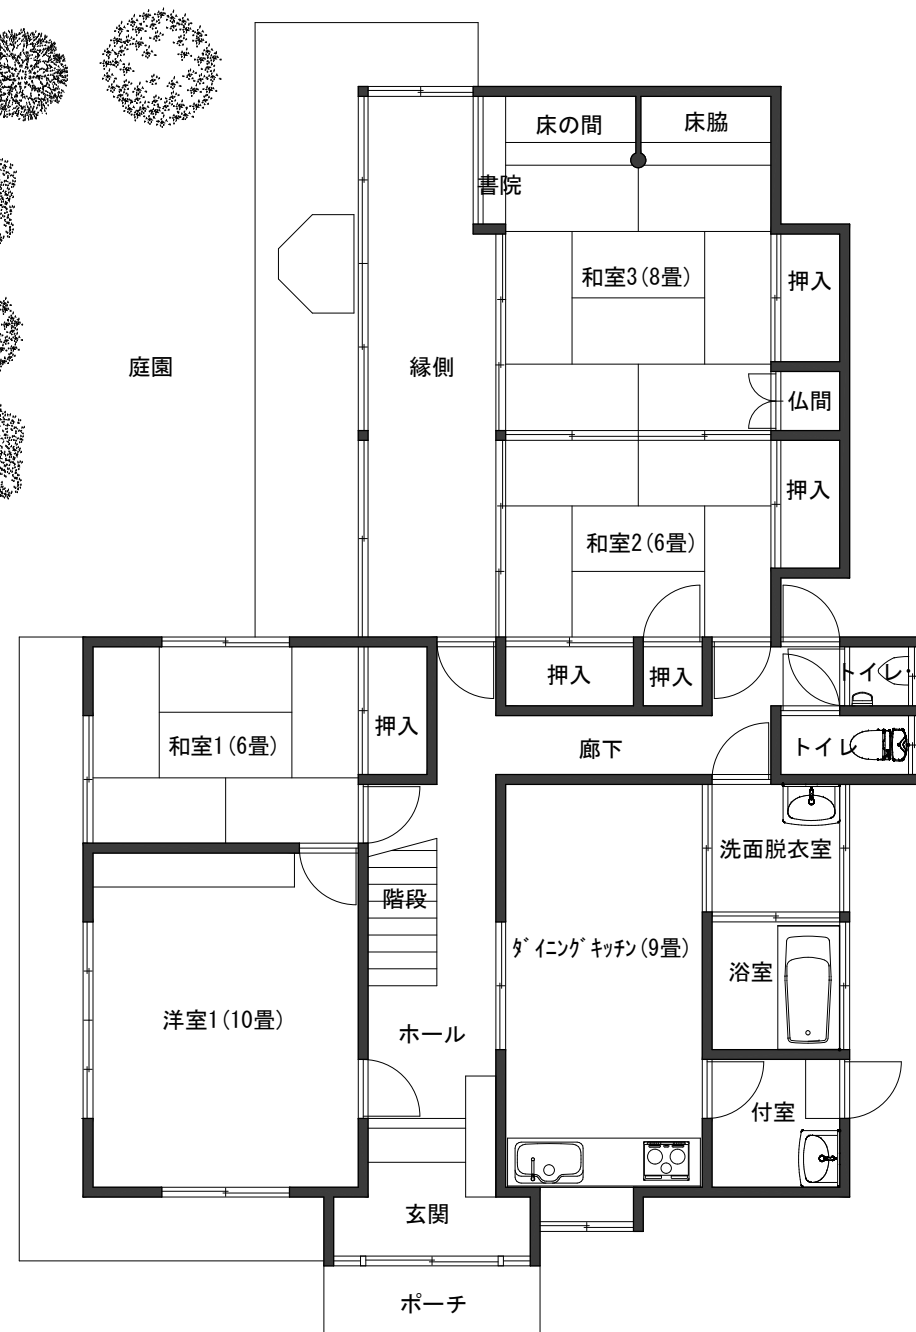 床の間
床脇
書院
和室3(8畳)
押入
庭園
縁側
仏間
押入
和室2(6畳)
押入
押入
トイレ
押入
和室1(6畳)
廊下
トイレ
洗面脱衣室
階段
ダイニングキッチン(9畳)
浴室
洋室1(10畳)
ホール
付室
玄関
ポーチ